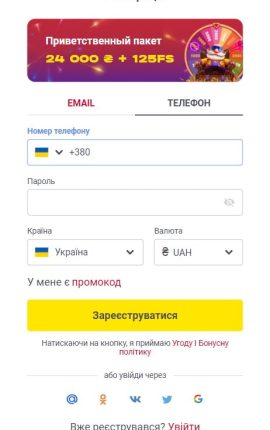 Приветственный пакет
24 000 ₴ + 125FS
EMAIL
ТЕЛЕФОН
Номер телефону
+380
Пароль
Країна
Валюта
Україна
₴ UAH
У мене є промокод
Зареєструватися
Натискаючи на кнопку, я приймаю Угоду і Бонусну
політику
або увійди через
Вже реєструвався? Увійти